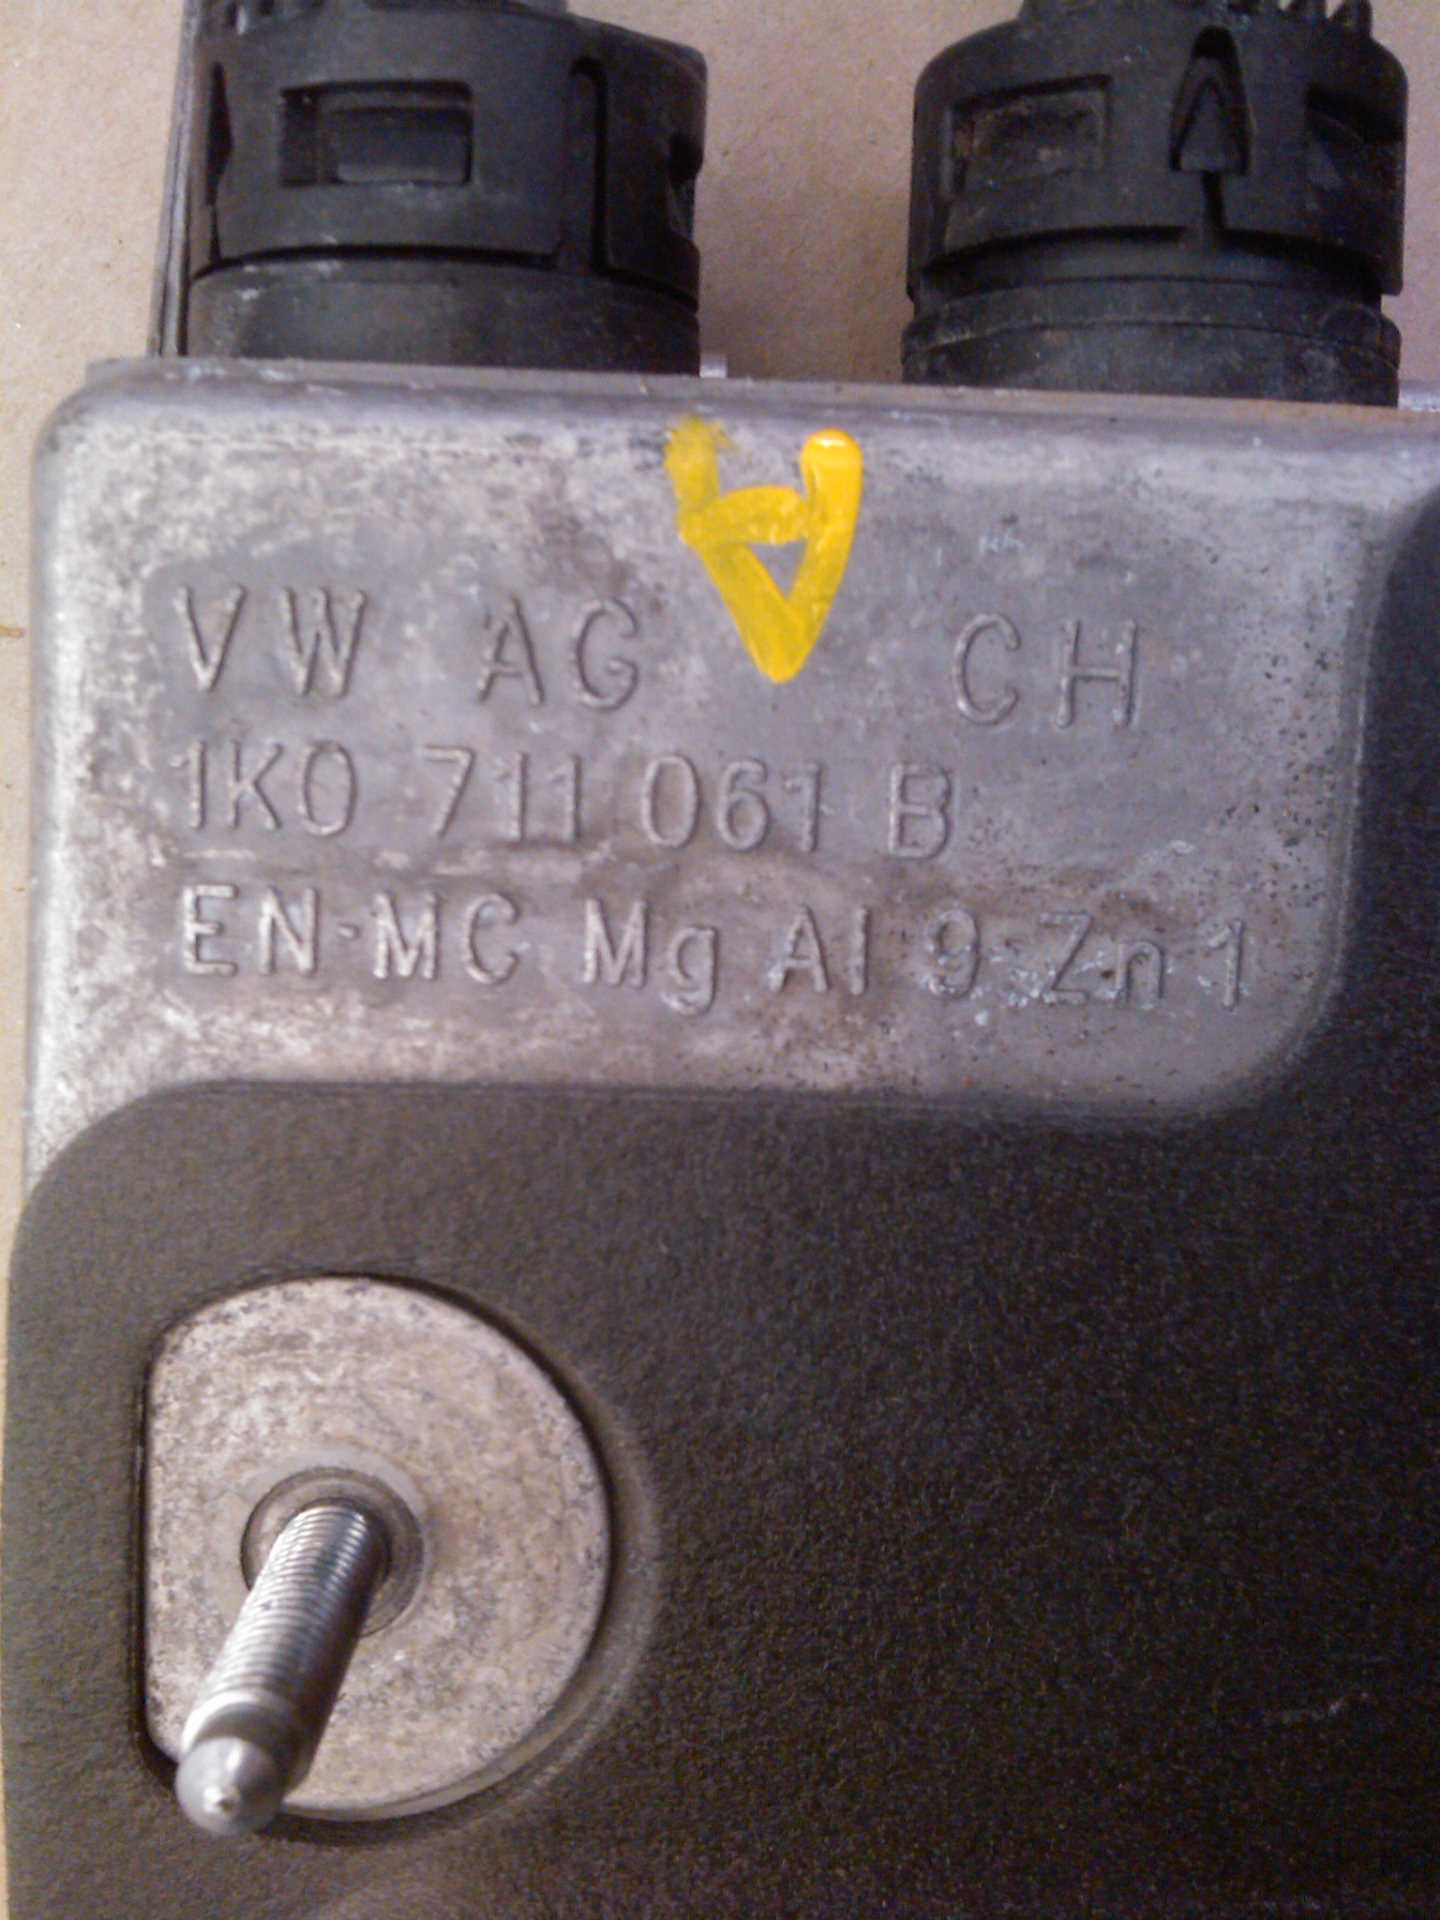 A
VW AG CH
1K0 711 061 B
EN-MC Mg Al 9 Zn 1